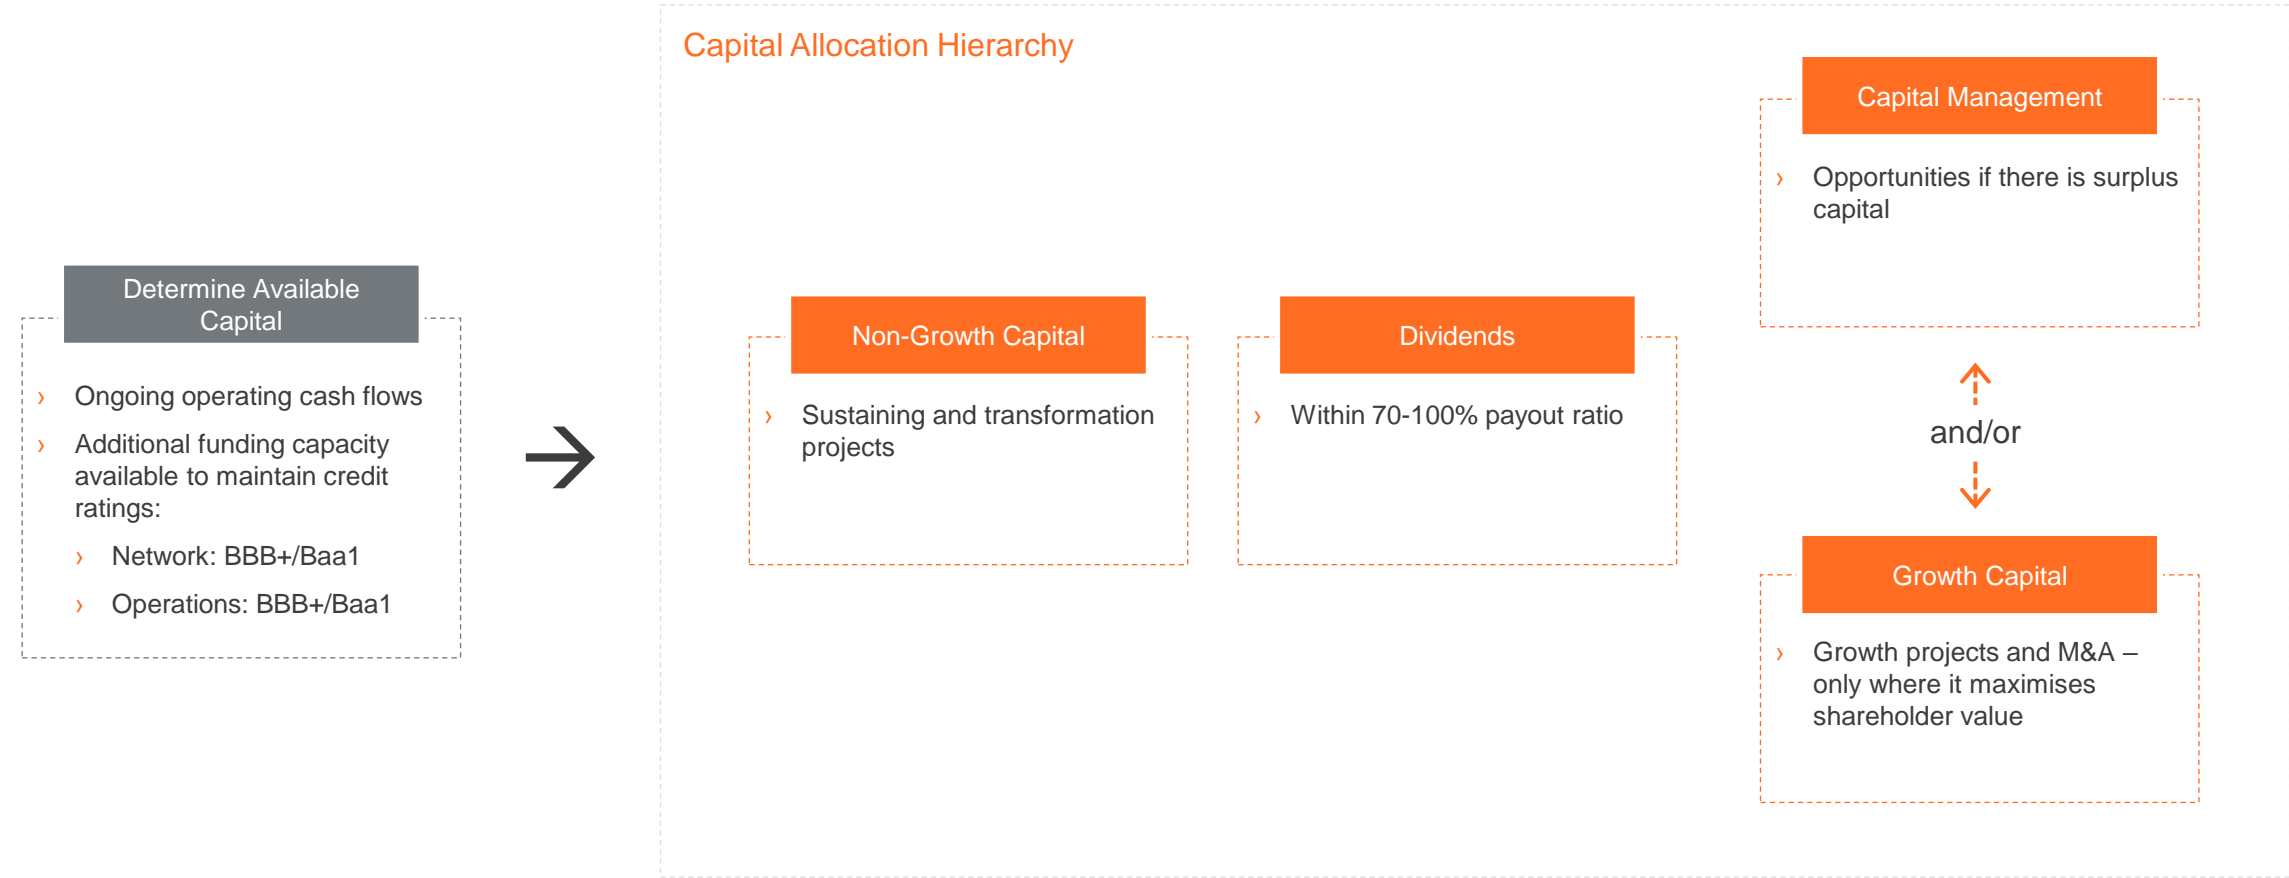 Capital Allocation Hierarchy
Determine Available
Capital
› Ongoing operating cash flows
› Additional funding capacity
available to maintain credit
ratings:
› Network: BBB+/Baa1
› Operations: BBB+/Baa1
Non-Growth Capital
› Sustaining and transformation
projects
Dividends
› Within 70-100% payout ratio
Capital Management
› Opportunities if there is surplus
capital
and/or
Growth Capital
› Growth projects and M&A –
only where it maximises
shareholder value